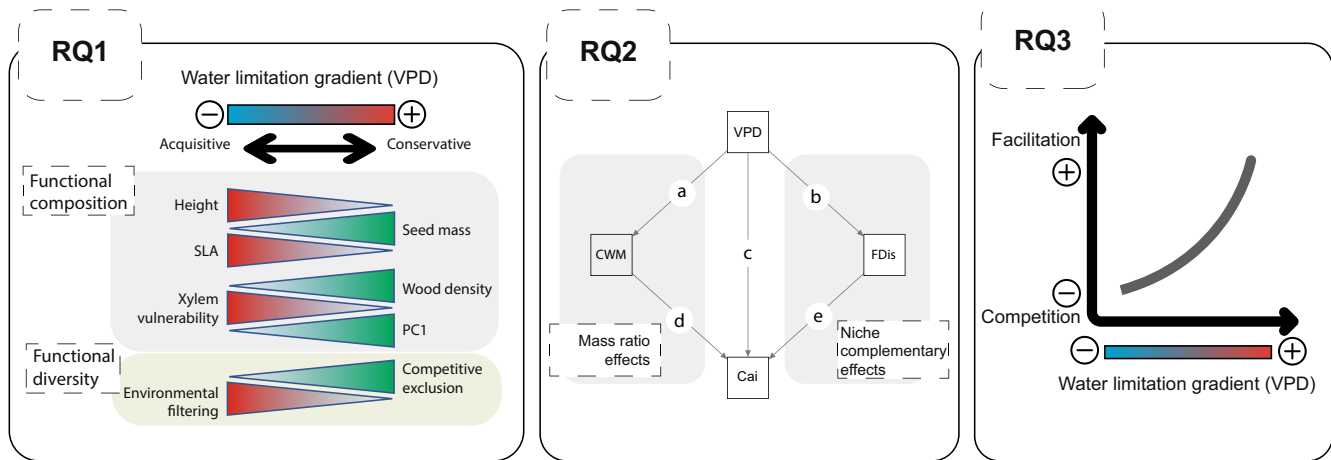 RQ1
Water limitation gradient (VPD)
−
+
Acquisitive
Conservative
Functional
composition
Height
Seed mass
SLA
Wood density
Xylem
vulnerability
PC1
Functional
diversity
Competitive
exclusion
Environmental
filtering
RQ2
VPD
a
b
CWM
c
FDis
d
e
Mass ratio
effects
Niche
complementary
effects
Cai
RQ3
Facilitation
+
−
Competition
−
+
Water limitation gradient (VPD)